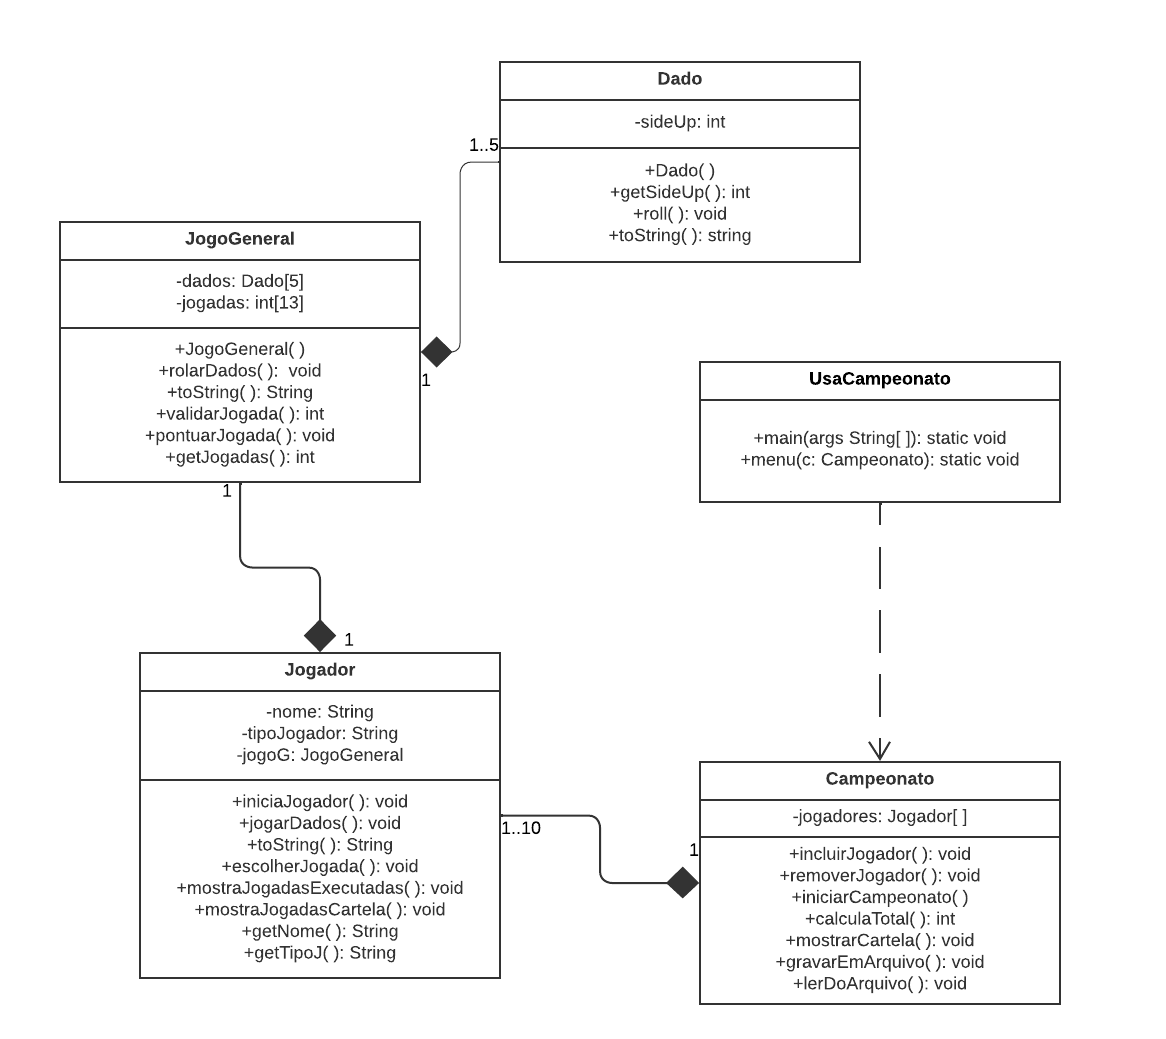 Dado
-sideUp: int
1..5
+Dado( )
+getSideUp( ): int
+roll( ): void
+toString( ): string
JogoGeneral
-dados: Dado[5]
-jogadas: int[13]
+JogoGeneral( )
+rolarDados( ):  void
+toString( ): String
+validarJogada( ): int
+pontuarJogada( ): void
+getJogadas( ): int
1
1
UsaCampeonato
+main(args String[ ]): static void
+menu(c: Campeonato): static void
1
Jogador
-nome: String
-tipoJogador: String
-jogoG: JogoGeneral
+iniciaJogador( ): void
+jogarDados( ): void
+toString( ): String
+escolherJogada( ): void
+mostraJogadasExecutadas( ): void
+mostraJogadasCartela( ): void
+getNome( ): String
+getTipoJ( ): String
1..10
1
Campeonato
-jogadores: Jogador[ ]
+incluirJogador( ): void
+removerJogador( ): void
+iniciarCampeonato( )
+calculaTotal( ): int
+mostrarCartela( ): void
+gravarEmArquivo( ): void
+lerDoArquivo( ): void